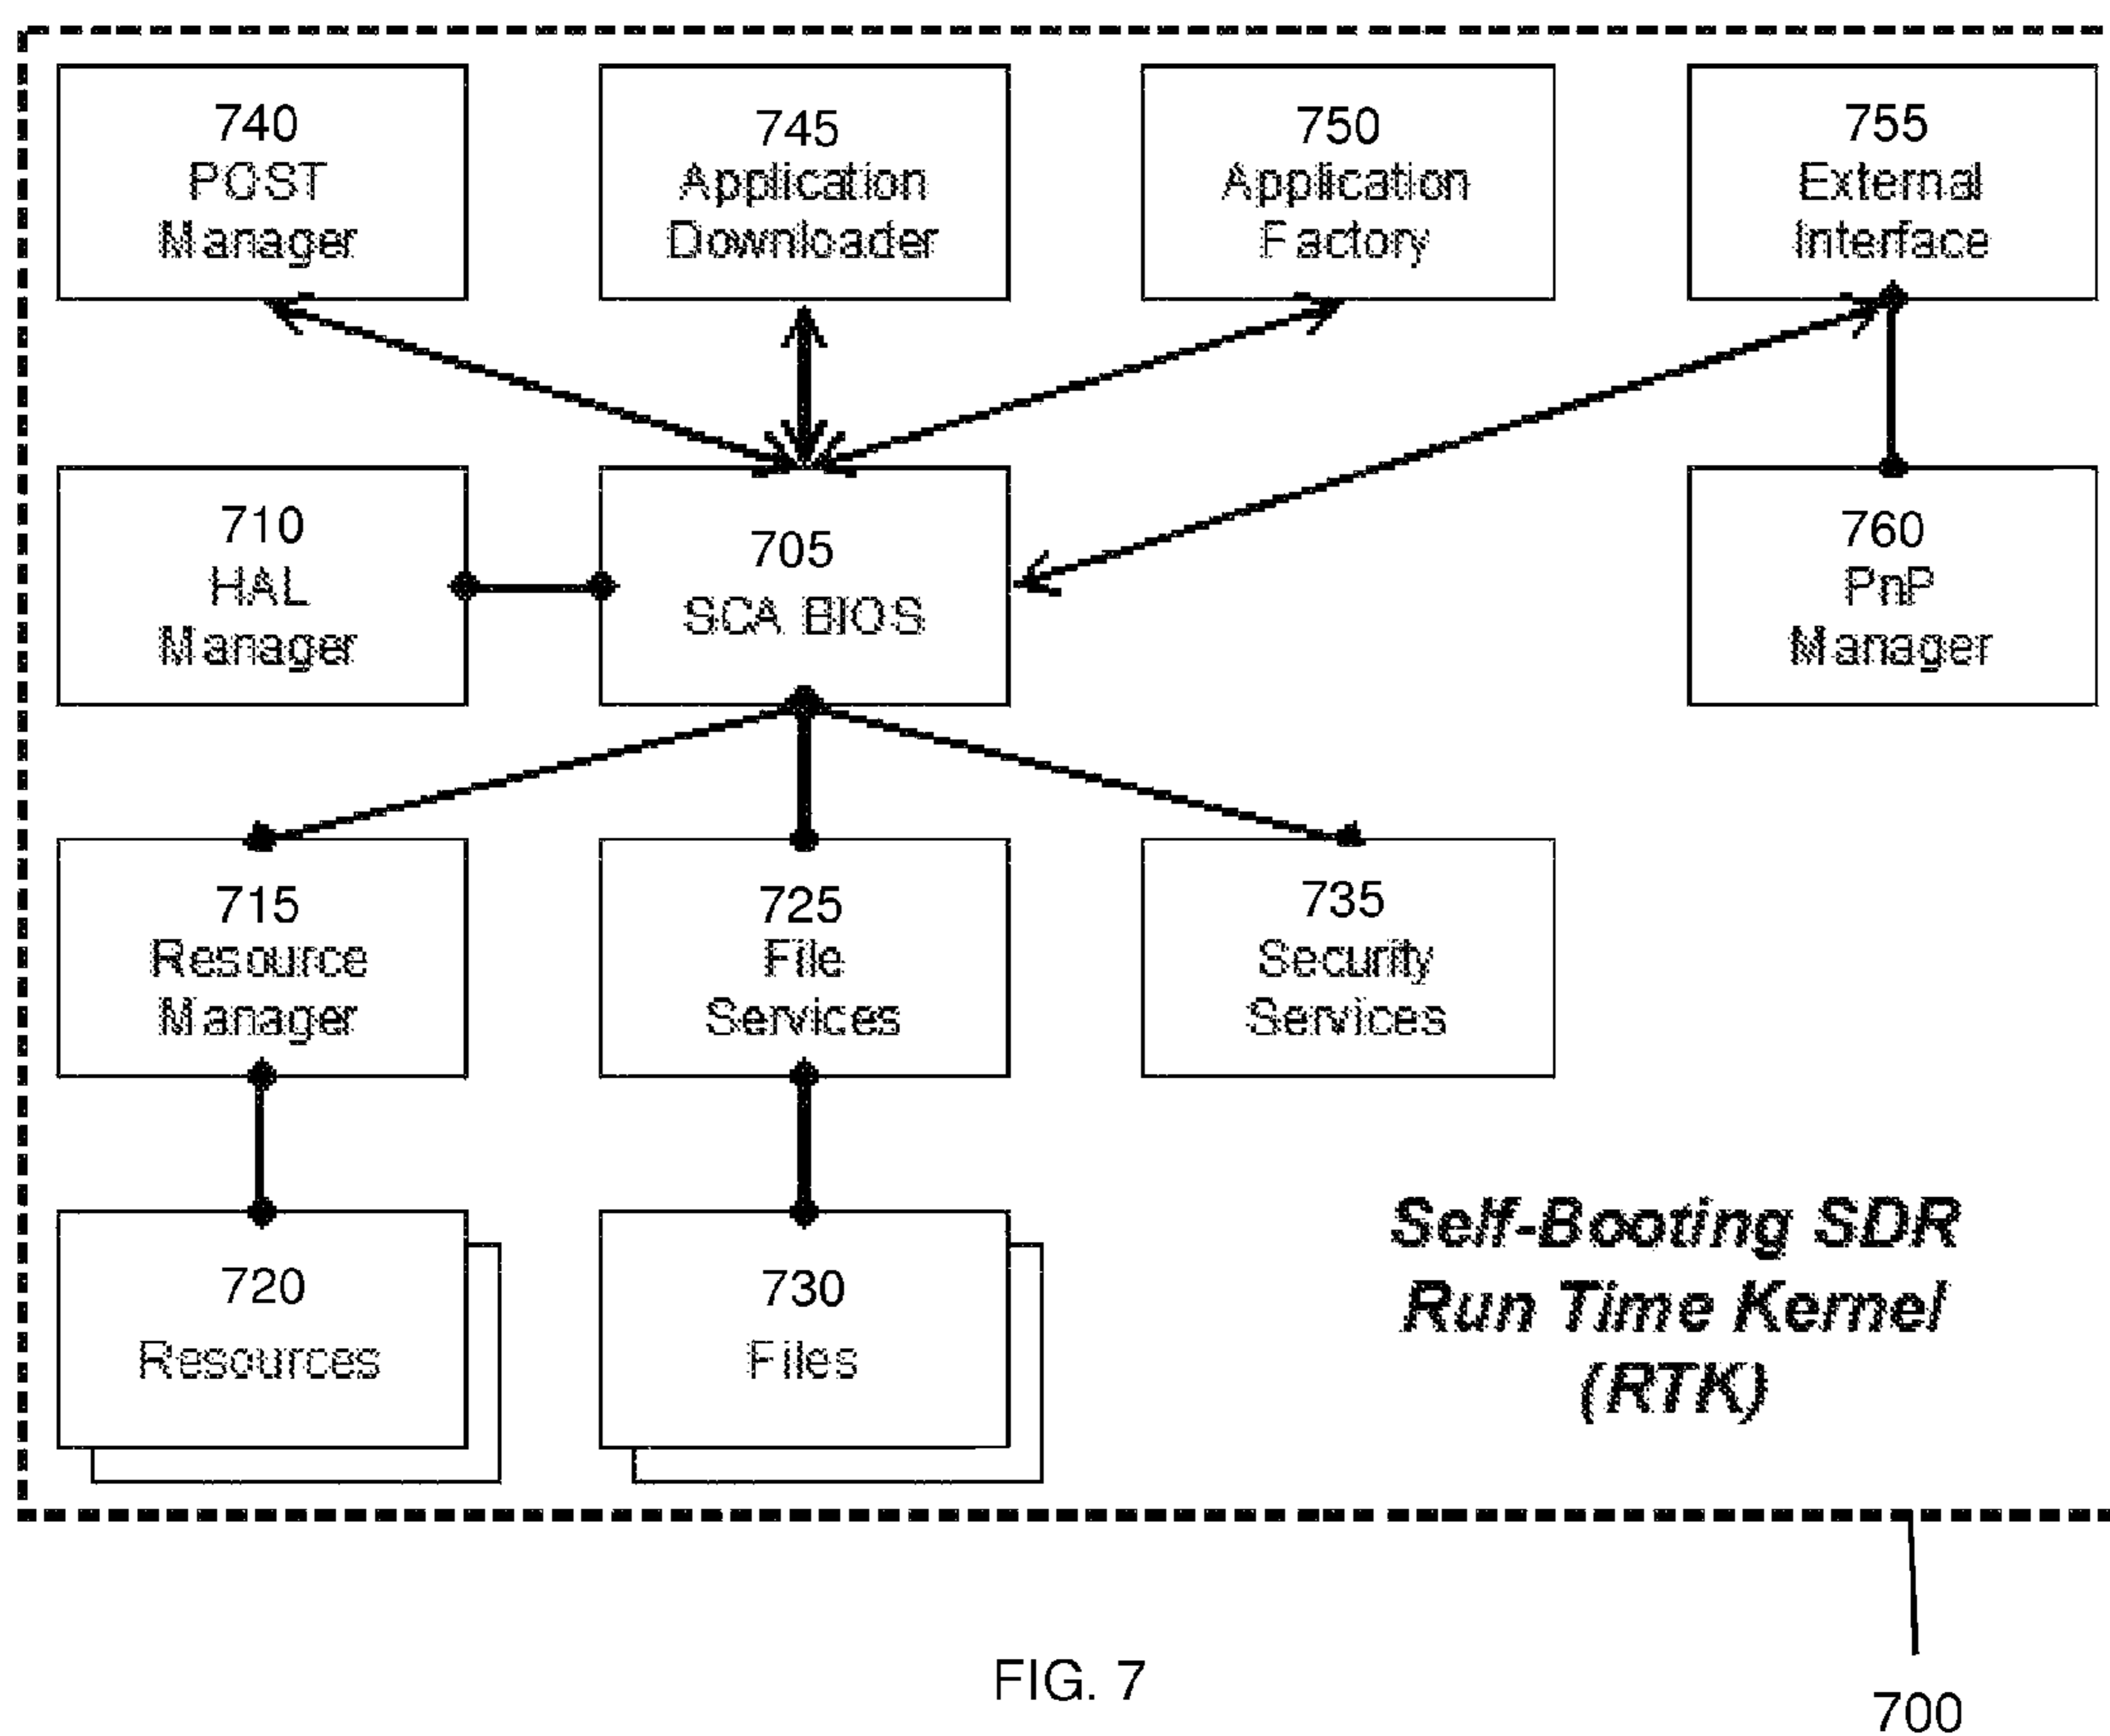 740
POST
Manager
745
Application
Downloader
750
Application
Factory
755
External
Interface
710
HAL
Manager
705
SCA BIOS
760
PnP
Manager
715
Resource
Manager
725
File
Services
735
Security
Services
720
Resources
730
Files
Self-Booting SDR
Run Time Kernel
(RTK)
FIG. 7
700